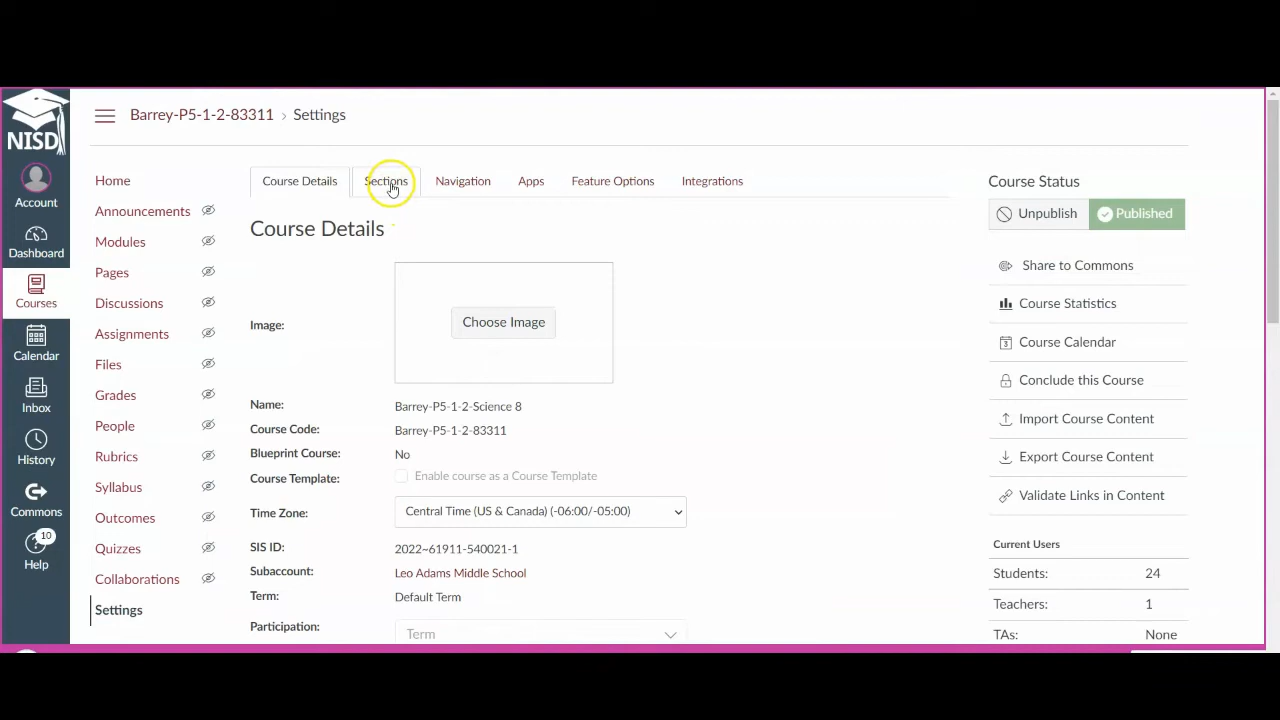 NISD
Account
Dashboard
Courses
Calendar
Inbox
History
Commons
10
Help
Barrey-P5-1-2-83311 › Settings
Home
Announcements
Modules
Pages
Discussions
Assignments
Files
Grades
People
Rubrics
Syllabus
Outcomes
Quizzes
Collaborations
Settings
Course Details Sections Navigation Apps Feature Options Integrations
Course Details
Image: Choose Image
Name: Barrey-P5-1-2-Science 8
Course Code: Barrey-P5-1-2-83311
Blueprint Course: No
Course Template: Enable course as a Course Template
Time Zone: Central Time (US & Canada) (-06:00/-05:00)
SIS ID: 2022~61911-540021-1
Subaccount: Leo Adams Middle School
Term: Default Term
Participation: Term
Course Status
Unpublish Published
Share to Commons
Course Statistics
3 Course Calendar
Conclude this Course
Import Course Content
Export Course Content
Validate Links in Content
Current Users
Students: 24
Teachers: 1
TAs: None